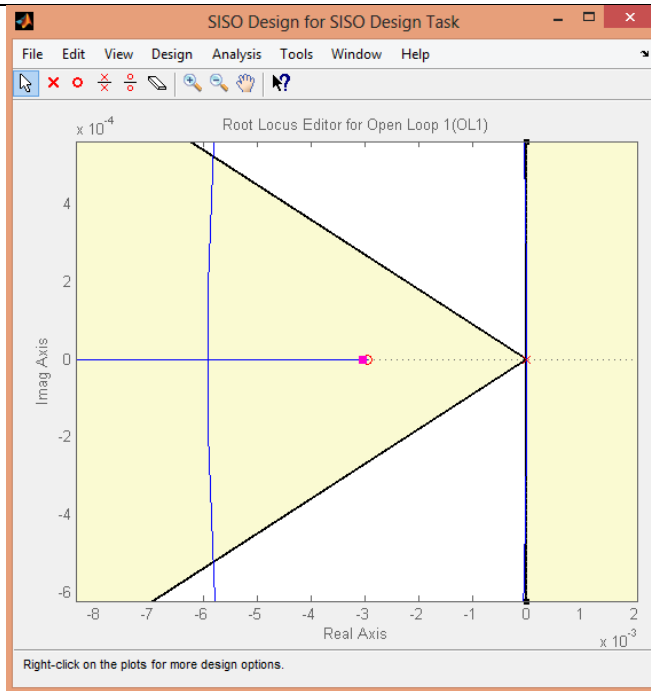 SISO Design for SISO Design Task
File Edit View Design Analysis Tools Window Help
Root Locus Editor for Open Loop 1(OL1)
x 10^-4
4
2
0
-2
-4
-6
Imag Axis
-8 -7 -6 -5 -4 -3 -2 -1 0 1 2
Real Axis
x 10^-3
Right-click on the plots for more design options.